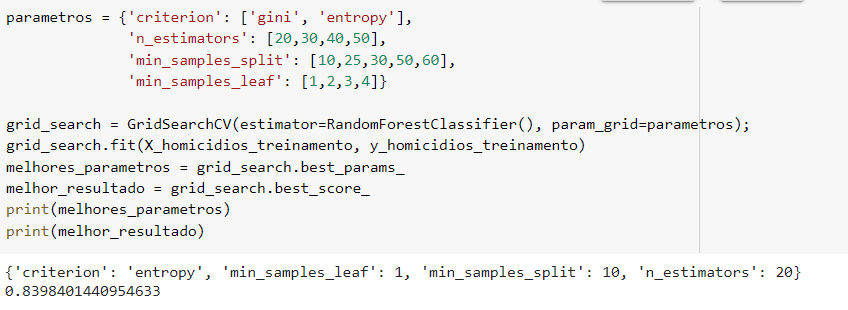 parametros = {'criterion': ['gini', 'entropy'],
'n_estimators': [20,30,40,50],
'min_samples_split': [10,25,30,50,60],
'min_samples_leaf': [1,2,3,4]}
grid_search = GridSearchCV(estimator=RandomForestClassifier(), param_grid=parametros);
grid_search.fit(X_homicidios_treinamento, y_homicidios_treinamento)
melhores_parametros = grid_search.best_params_
melhor_resultado = grid_search.best_score_
print(melhores_parametros)
print(melhor_resultado)
{'criterion': 'entropy', 'min_samples_leaf': 1, 'min_samples_split': 10, 'n_estimators': 20}
0.8398401440954633